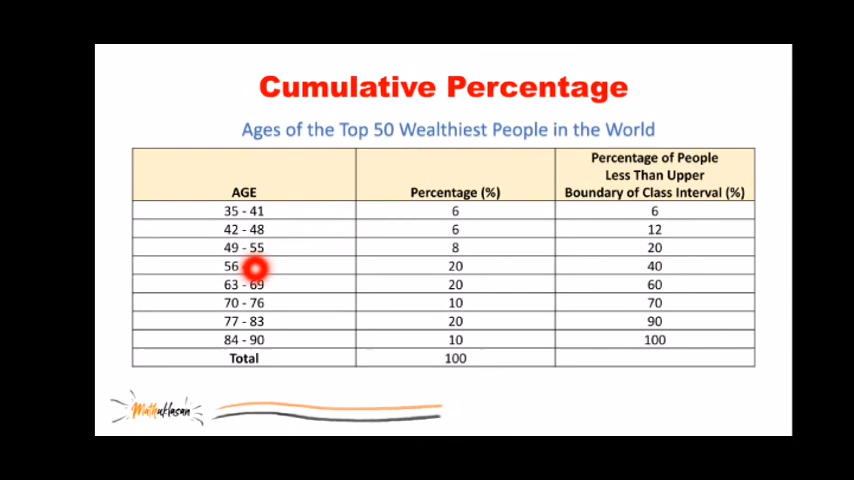 Cumulative Percentage
Ages of the Top 50 Wealthiest People in the World
AGE Percentage (%) Percentage of People Less Than Upper Boundary of Class Interval (%)
35 - 41 6 6
42 - 48 6 12
49 - 55 8 20
56 20 40
63 - 69 20 60
70 - 76 10 70
77 - 83 20 90
84 - 90 10 100
Total 100
Mathuklasan